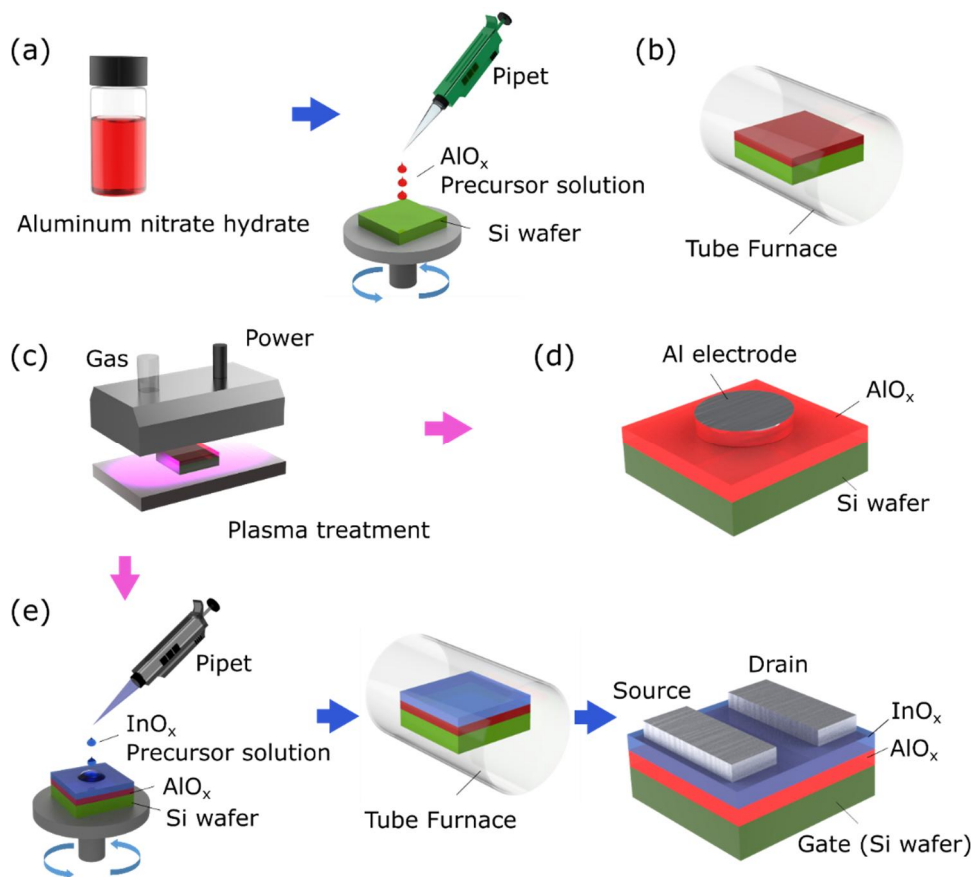 (a)
Pipet
AlOₓ
Precursor solution
Si wafer
Aluminum nitrate hydrate
(b)
Tube Furnace
(c)
Gas
Power
Plasma treatment
(d)
Al electrode
AlOₓ
Si wafer
(e)
Pipet
InOₓ
Precursor solution
AlOₓ
Si wafer
Tube Furnace
Source
Drain
InOₓ
AlOₓ
Gate (Si wafer)